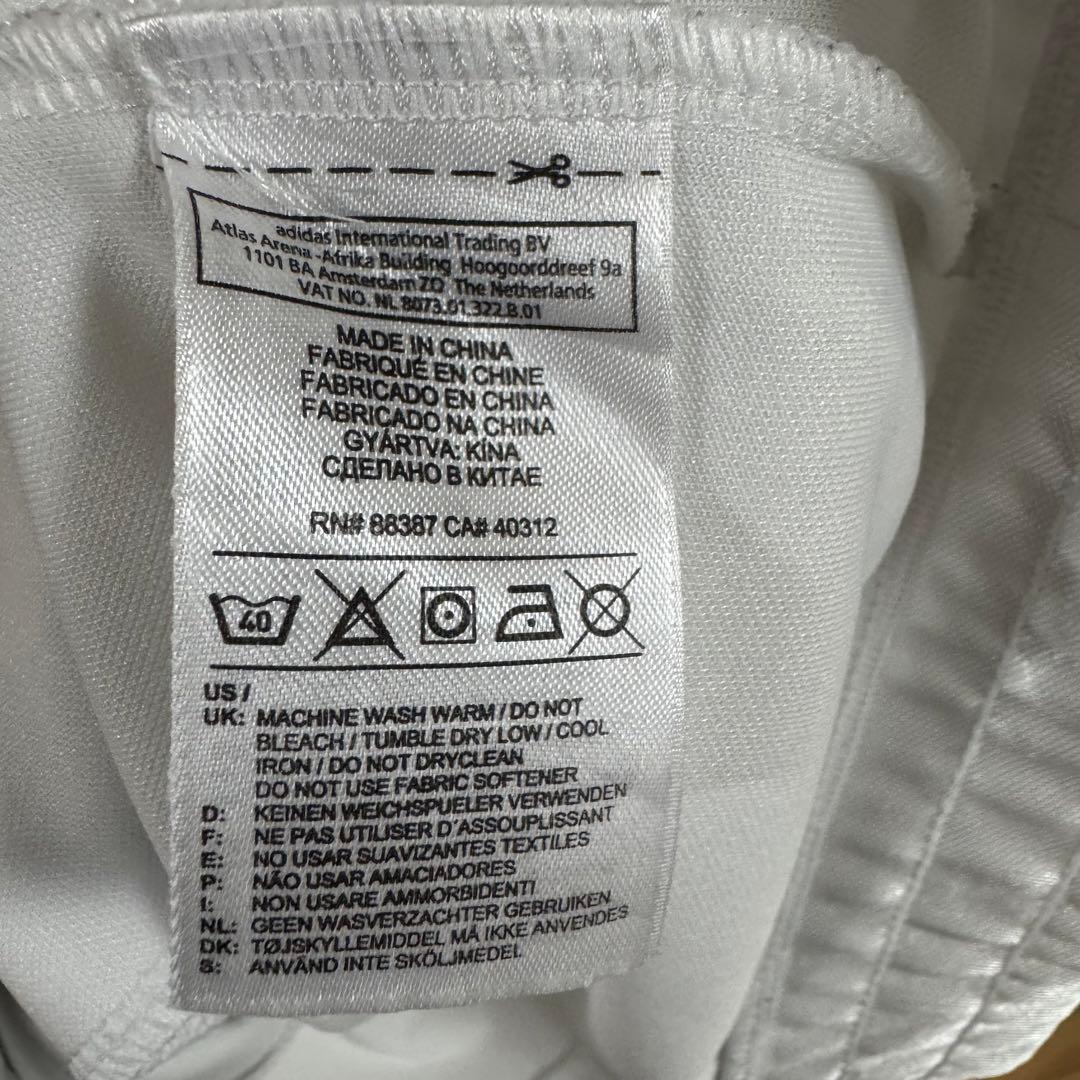 adidas International Trading BV
Atlas Arena -Afrika Building Hoogoorddreef 9a
1101 BA Amsterdam ZO The Netherlands
VAT NO. NL 8073.01.322.B.01
MADE IN CHINA
FABRIQUÉ EN CHINE
FABRICADO EN CHINA
FABRICADO NA CHINA
GYÁRTVA: KÍNA
СДЕЛАНО В КИТАЕ
RN# 88387 CA# 40312
40
US /
UK: MACHINE WASH WARM / DO NOT
BLEACH / TUMBLE DRY LOW / COOL
IRON / DO NOT DRYCLEAN
DO NOT USE FABRIC SOFTENER
D: KEINEN WEICHSPUELER VERWENDEN
F: NE PAS UTILISER D'ASSOUPLISSANT
E: NO USAR SUAVIZANTES TEXTILES
P: NÃO USAR AMACIADORES
I: NON USARE AMMORBIDENTI
NL: GEEN WASVERZACHTER GEBRUIKEN
DK: TØJSKYLLEMIDDEL MÅ IKKE ANVENDES
S: ANVÄND INTE SKÖLJMEDEL